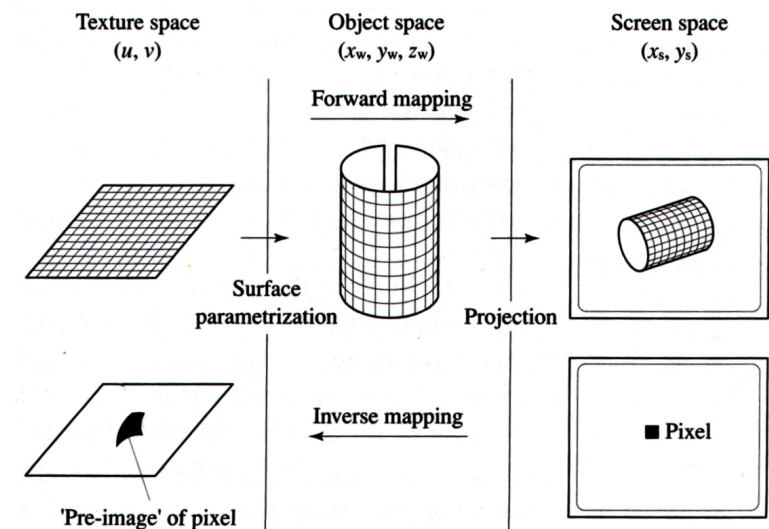 Texture space
(u, v)
Object space
(xw, yw, zw)
Screen space
(xs, ys)
Forward mapping
Surface
parametrization
Projection
Inverse mapping
Pixel
'Pre-image' of pixel